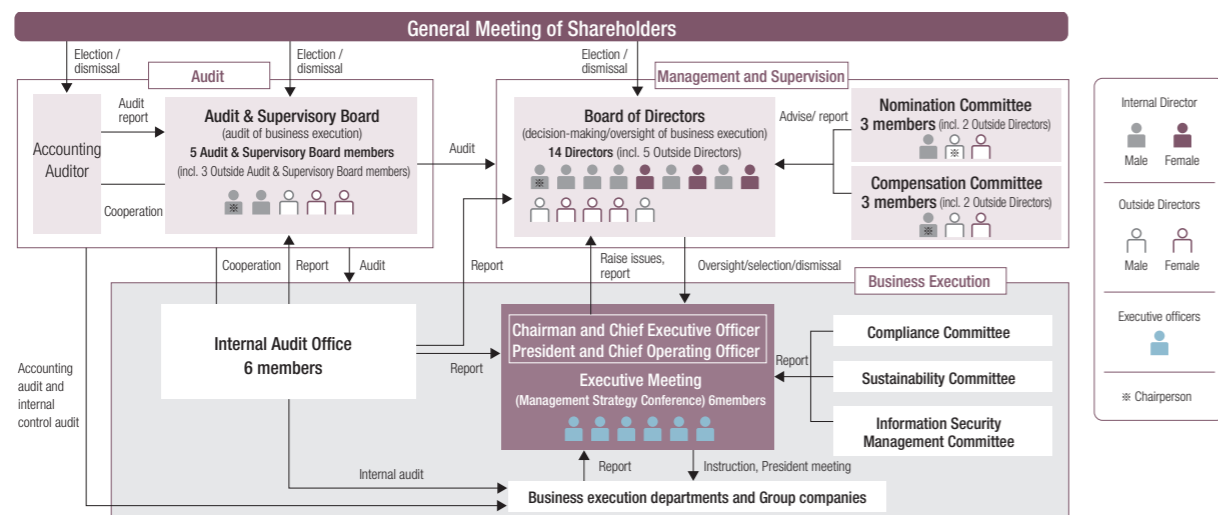 General Meeting of Shareholders
Election /
dismissal
Election /
dismissal
Election /
dismissal
Audit
Management and Supervision
Accounting
Auditor
Audit
report
Cooperation
Audit & Supervisory Board
(audit of business execution)
5 Audit & Supervisory Board members
(incl. 3 Outside Audit & Supervisory Board members)
※
Audit
Board of Directors
(decision-making/oversight of business execution)
14 Directors (incl. 5 Outside Directors)
※
Advise/ report
Nomination Committee
3 members (incl. 2 Outside Directors)
※
Compensation Committee
3 members (incl. 2 Outside Directors)
※
Cooperation
Report
Audit
Report
Raise issues,
report
Oversight/selection/dismissal
Business Execution
Internal Audit Office
6 members
Report
Chairman and Chief Executive Officer
President and Chief Operating Officer
Executive Meeting
(Management Strategy Conference) 6members
Report
Compliance Committee
Sustainability Committee
Information Security
Management Committee
Accounting
audit and
internal
control audit
Internal audit
Report
Instruction, President meeting
Business execution departments and Group companies
Internal Director
Male
Female
Outside Directors
Male
Female
Executive officers
※ Chairperson